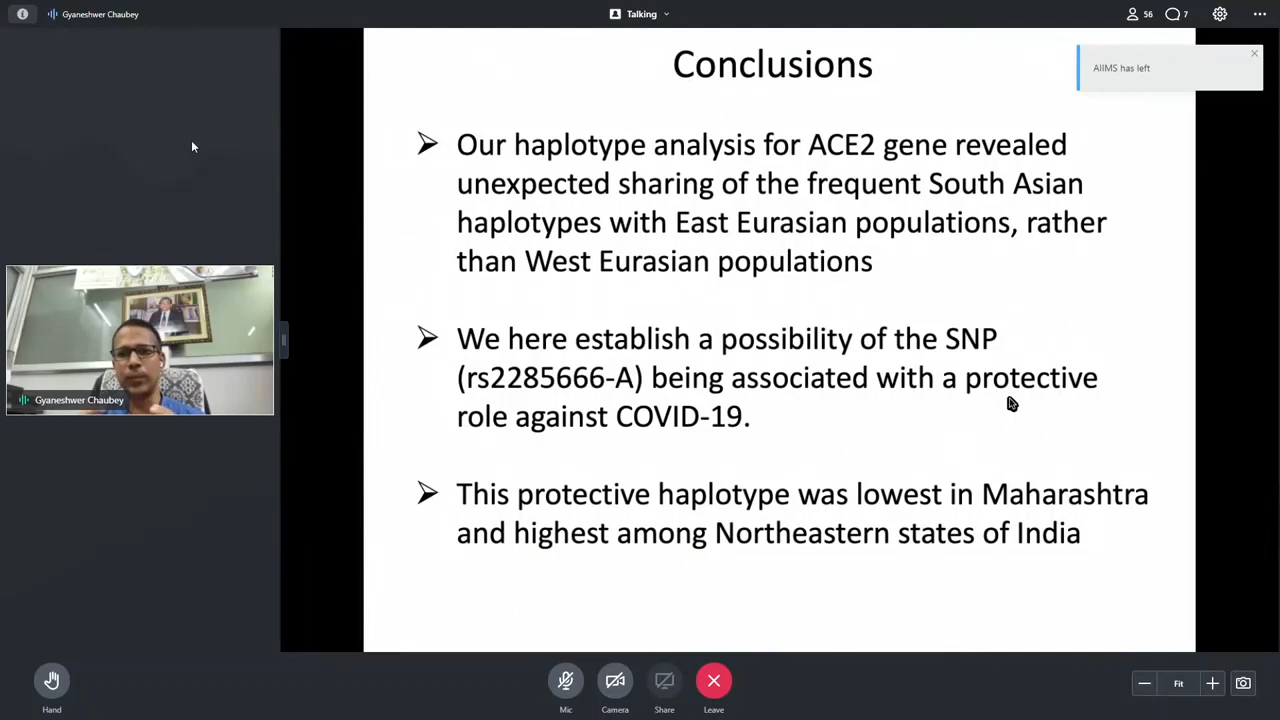 Gyaneshwer Chaubey
Talking
56
7
Conclusions
AIIMS has left
➢ Our haplotype analysis for ACE2 gene revealed
unexpected sharing of the frequent South Asian
haplotypes with East Eurasian populations, rather
than West Eurasian populations
➢ We here establish a possibility of the SNP
(rs2285666-A) being associated with a protective
role against COVID-19.
➢ This protective haplotype was lowest in Maharashtra
and highest among Northeastern states of India
Gyaneshwer Chaubey
Hand
Mic
Camera
Share
Leave
Fit